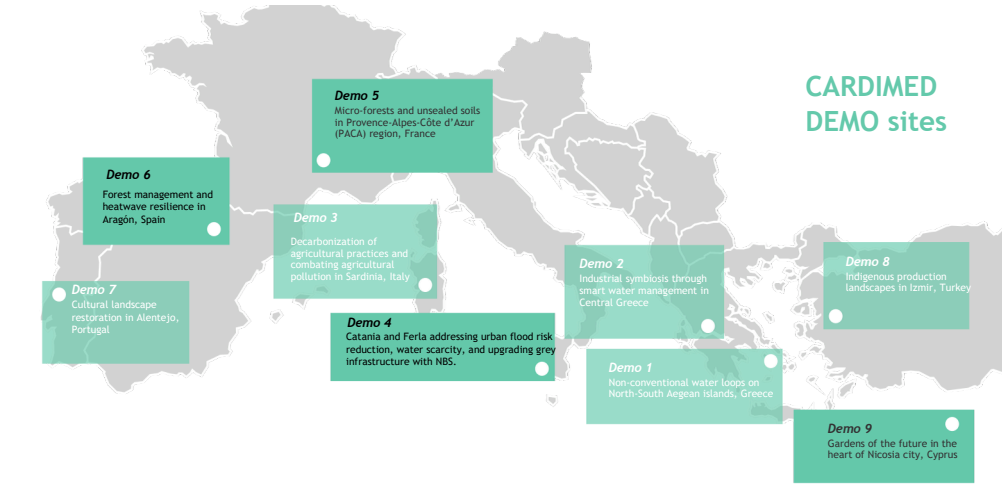 CARDIMED
DEMO sites
Demo 5
Micro-forests and unsealed soils
in Provence-Alpes-Côte d'Azur
(PACA) region, France
Demo 6
Forest management and
heatwave resilience in
Aragón, Spain
Demo 3
Decarbonization of
agricultural practices and
combating agricultural
pollution in Sardinia, Italy
Demo 2
Industrial symbiosis through
smart water management in
Central Greece
Demo 8
Indigenous production
landscapes in Izmir, Turkey
Demo 7
Cultural landscape
restoration in Alentejo,
Portugal
Demo 4
Catania and Ferla addressing urban flood risk
reduction, water scarcity, and upgrading grey
infrastructure with NBS.
Demo 1
Non-conventional water loops on
North-South Aegean islands, Greece
Demo 9
Gardens of the future in the
heart of Nicosia city, Cyprus